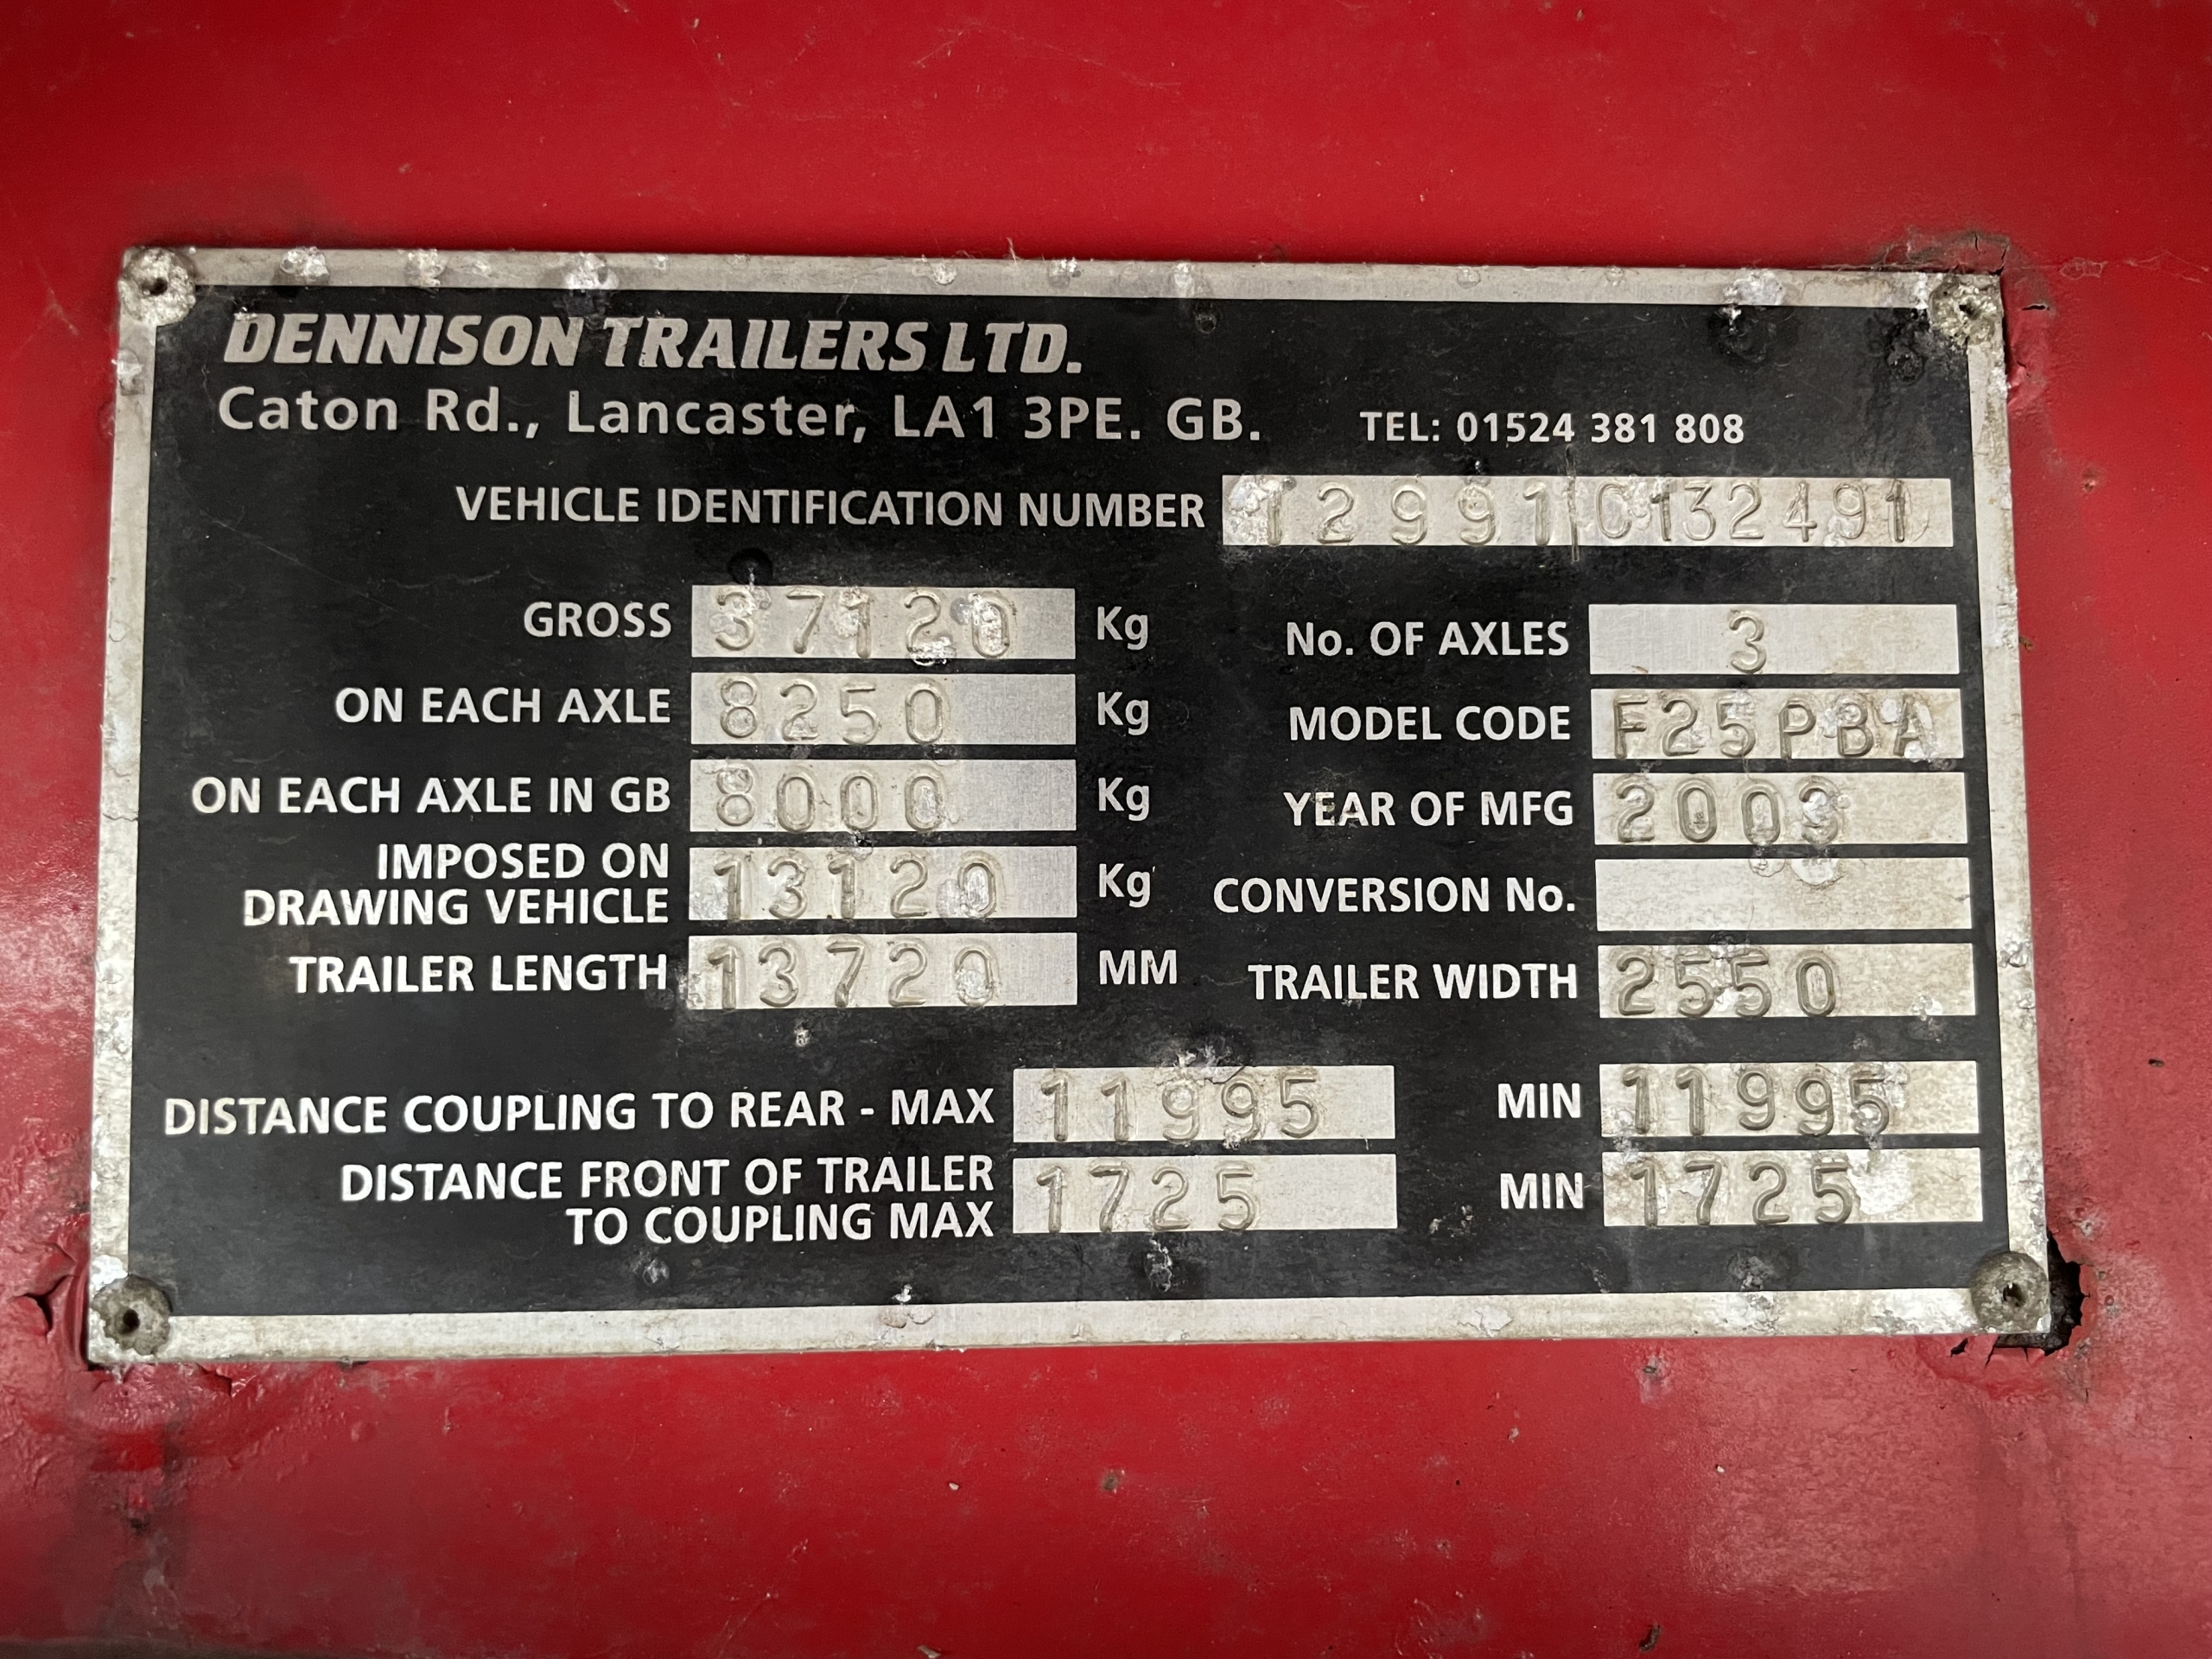 DENNISON TRAILERS LTD.
Caton Rd., Lancaster, LA1 3PE. GB. TEL: 01524 381 808
VEHICLE IDENTIFICATION NUMBER 12991 C132491
GROSS 37120 Kg
No. OF AXLES 3
ON EACH AXLE 8250 Kg
MODEL CODE F25PBA
ON EACH AXLE IN GB 8000 Kg
YEAR OF MFG 2003
IMPOSED ON
DRAWING VEHICLE 13120 Kg
CONVERSION No.
TRAILER LENGTH 13720 MM
TRAILER WIDTH 2550
DISTANCE COUPLING TO REAR - MAX 11995 MIN 11995
DISTANCE FRONT OF TRAILER
TO COUPLING MAX 1725 MIN 1725